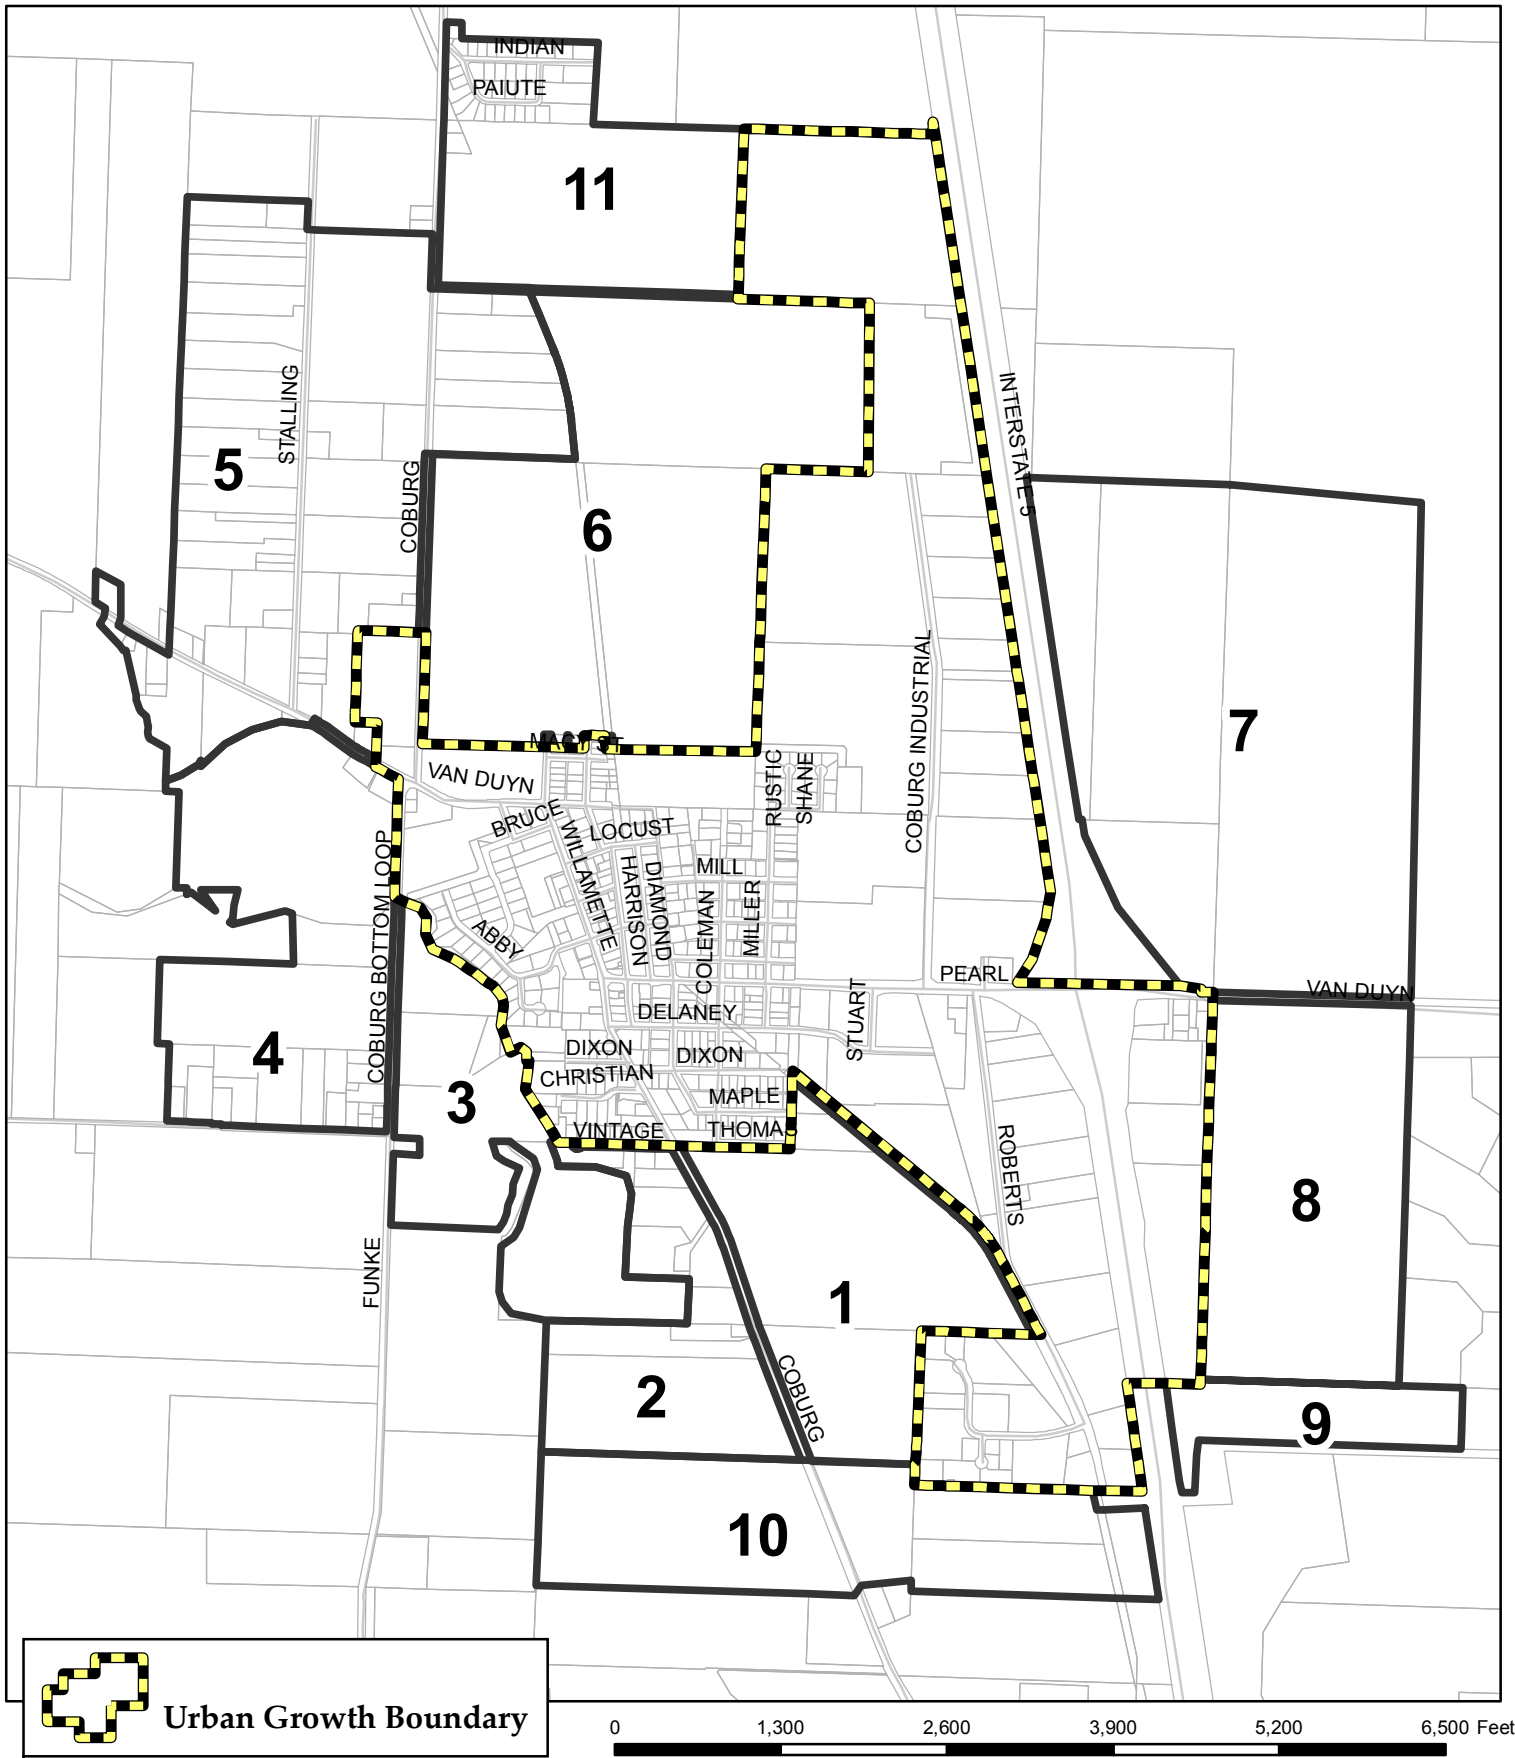 INDIAN
PAIUTE
11
STALLING
5
COBURG
6
INTERSTATE 5
7
COBURG INDUSTRIAL
MACY ST
VAN DUYN
RUSTIC
SHANE
BRUCE
LOCUST
WILLAMETTE
HARRISON
DIAMOND
MILL
COLEMAN
MILLER
COBURG BOTTOM LOOP
ABBY
PEARL
VAN DUYN
STUART
DELANEY
DIXON
DIXON
4
3
CHRISTIAN
MAPLE
VINTAGE
THOMAS
ROBERTS
8
FUNKE
1
COBURG
2
9
10
Urban Growth Boundary
0 1,300 2,600 3,900 5,200 6,500 Feet